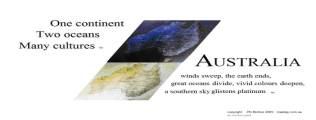 One continent
Two oceans
Many cultures
AUSTRALIA
winds sweep, the earth ends,
great oceans divide, vivid colours deepen,
a southern sky glistens platinum
copyright